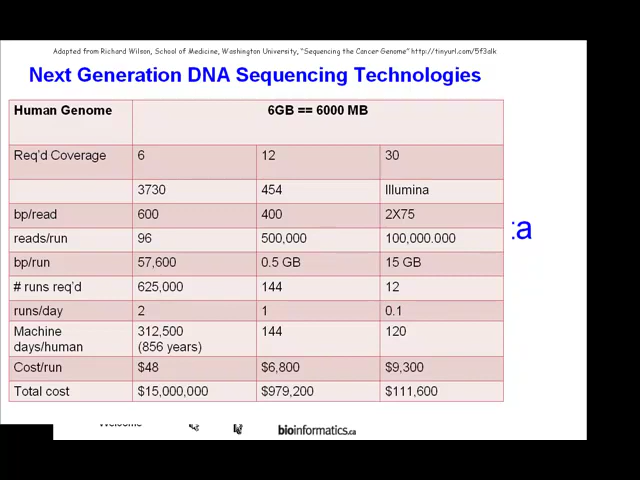 Adapted from Richard Wilson, School of Medicine, Washington University, "Sequencing the Cancer Genome" http://tinyurl.com/5f3alk
Next Generation DNA Sequencing Technologies
Human Genome 6GB == 6000 MB
Req'd Coverage 6 12 30
3730 454 Illumina
bp/read 600 400 2X75
reads/run 96 500,000 100,000.000
bp/run 57,600 0.5 GB 15 GB
# runs req'd 625,000 144 12
runs/day 2 1 0.1
Machine days/human 312,500 (856 years) 144 120
Cost/run $48 $6,800 $9,300
Total cost $15,000,000 $979,200 $111,600
bioinformatics.ca